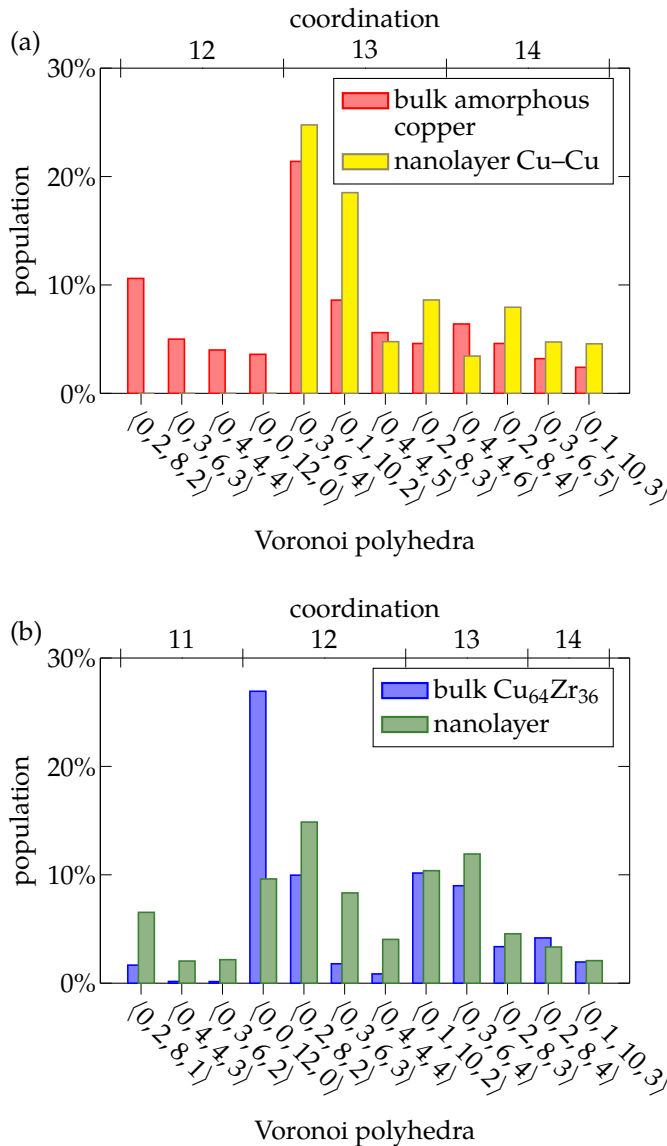 coordination
(a)
12 13 14
30%
bulk amorphous
copper
nanolayer Cu–Cu
20%
population
10%
0%
⟨0, 2, 8, 2⟩
⟨0, 3, 6, 3⟩
⟨0, 4, 4, 4⟩
⟨0, 0, 12, 0⟩
⟨0, 3, 6, 4⟩
⟨0, 1, 10, 2⟩
⟨0, 4, 4, 5⟩
⟨0, 2, 8, 3⟩
⟨0, 4, 4, 6⟩
⟨0, 2, 8, 4⟩
⟨0, 3, 6, 5⟩
⟨0, 1, 10, 3⟩
Voronoi polyhedra
coordination
(b)
11 12 13 14
30%
bulk Cu₆₄Zr₃₆
nanolayer
20%
population
10%
0%
⟨0, 2, 8, 1⟩
⟨0, 4, 4, 3⟩
⟨0, 3, 6, 2⟩
⟨0, 0, 12, 0⟩
⟨0, 2, 8, 2⟩
⟨0, 3, 6, 3⟩
⟨0, 4, 4, 4⟩
⟨0, 1, 10, 2⟩
⟨0, 3, 6, 4⟩
⟨0, 2, 8, 3⟩
⟨0, 2, 8, 4⟩
⟨0, 1, 10, 3⟩
Voronoi polyhedra